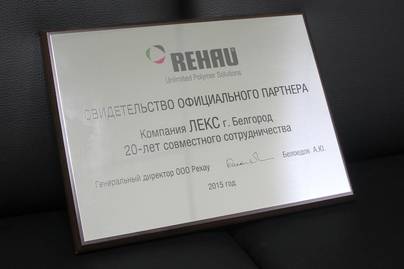 REHAU
Unlimited Polymer Solutions
СВИДЕТЕЛЬСТВО ОФИЦИАЛЬНОГО ПАРТНЕРА
Компания ЛЕКС г. Белгород
20-лет совместного сотрудничества
Генеральный директор ООО Рехау Белоедов. А.Ю.
2015 год